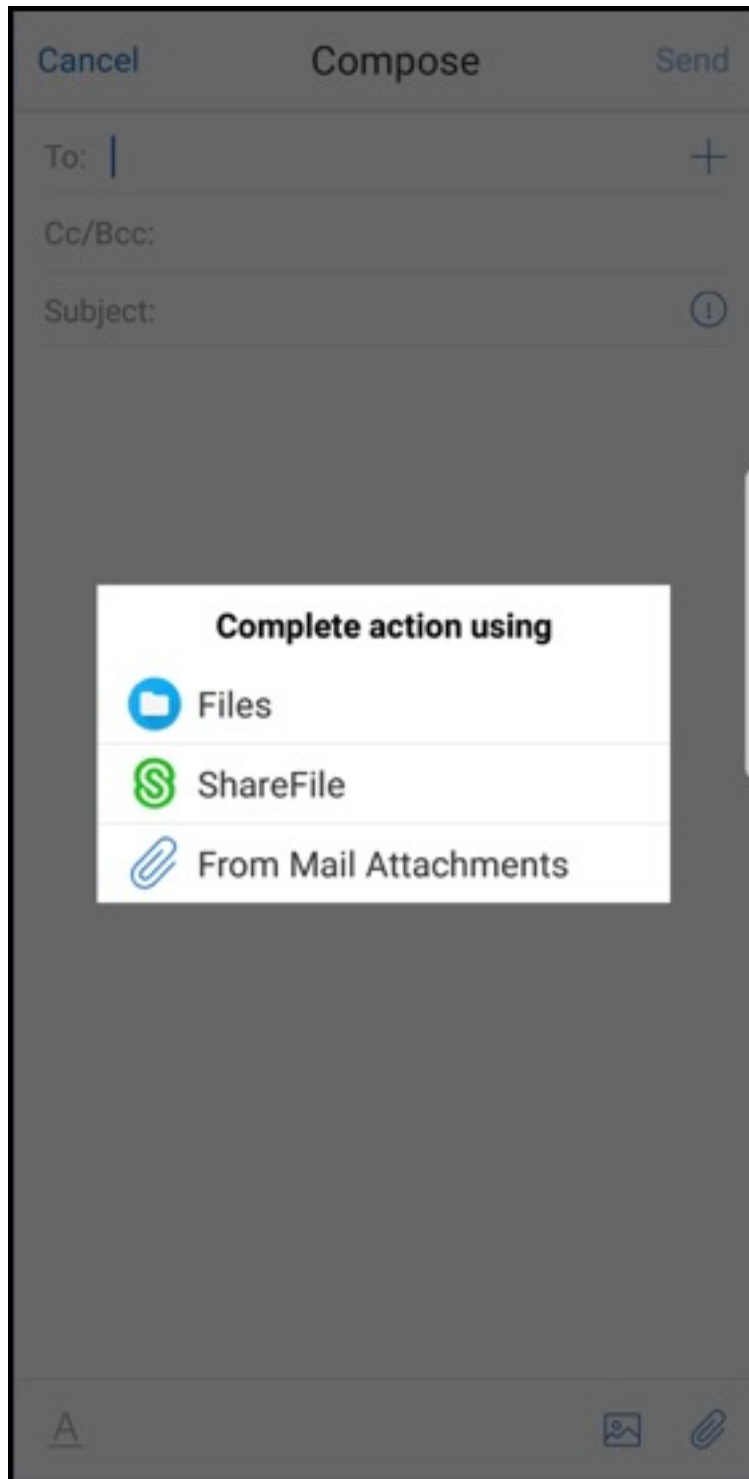 Cancel Compose Send
To:
Cc/Bcc:
Subject:
Complete action using
Files
ShareFile
From Mail Attachments
A